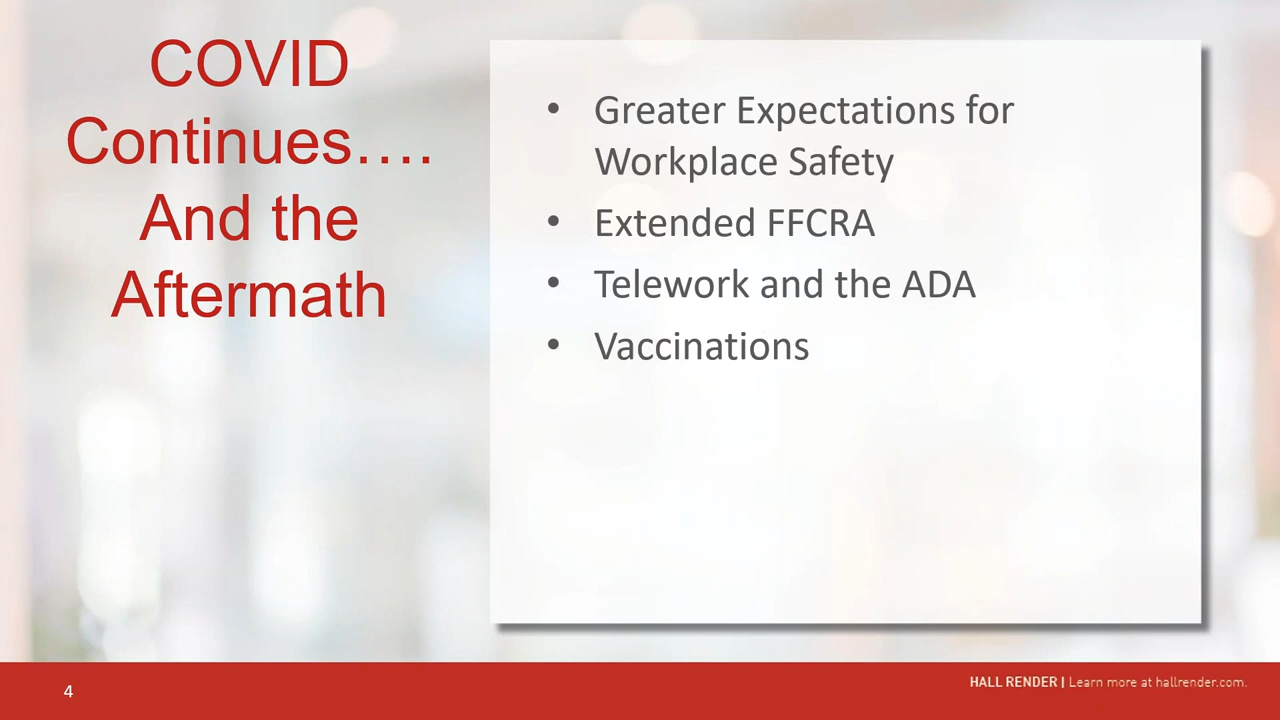 COVID
Continues….
And the
Aftermath
• Greater Expectations for
Workplace Safety
• Extended FFCRA
• Telework and the ADA
• Vaccinations
4
HALL RENDER | Learn more at hallrender.com.